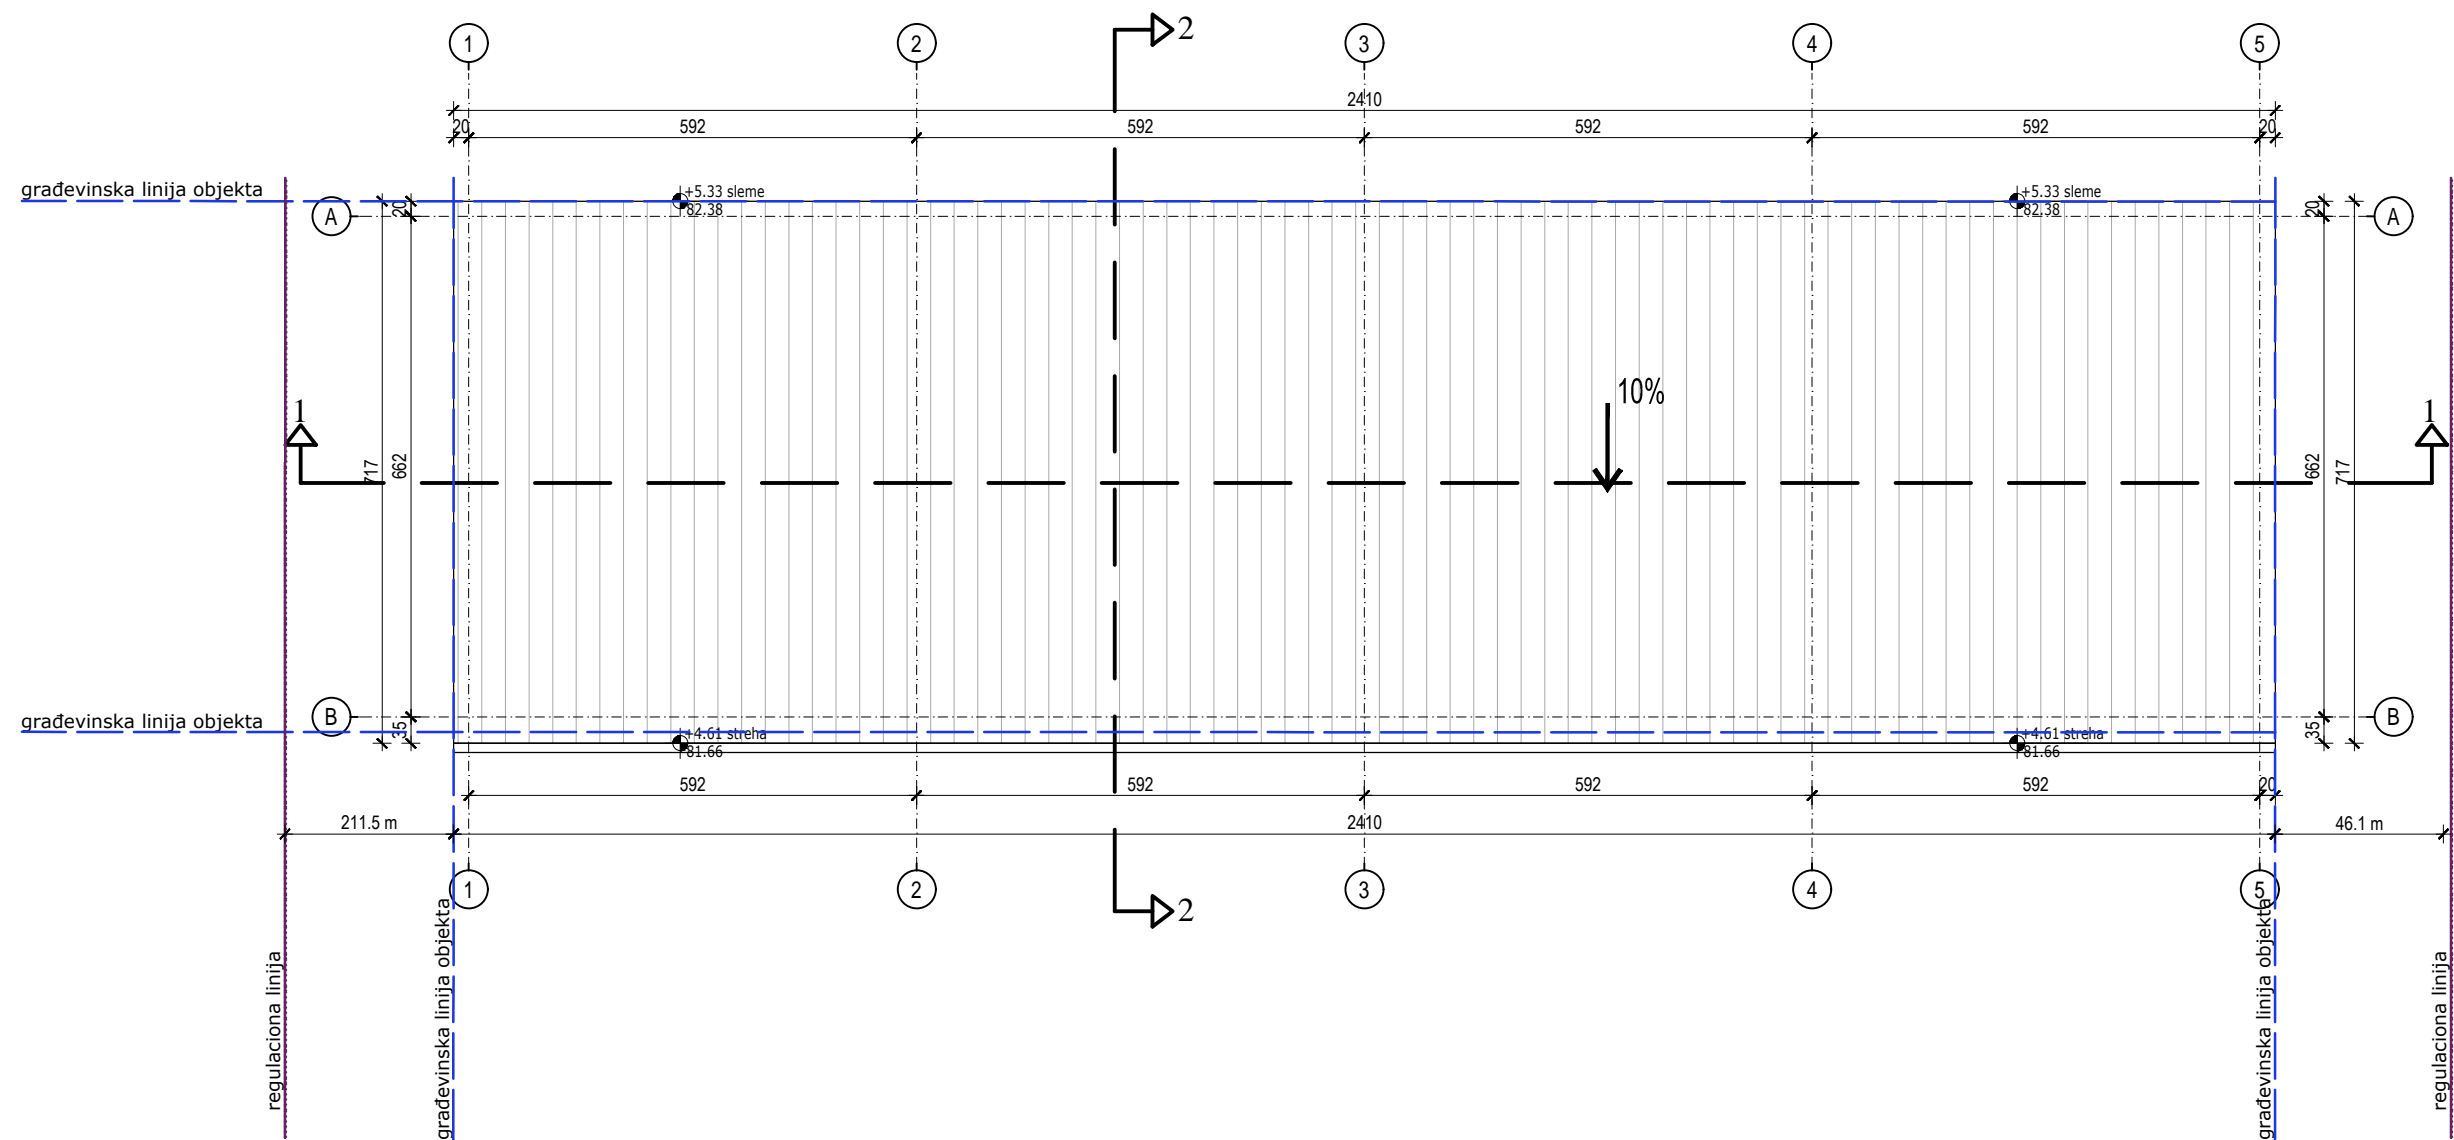 1 2 3 4 5
2
2410
20 592 592 592 592 20
građevinska linija objekta
+5.33 sleme
82.38
+5.33 sleme
82.38
A
20
20
A
10%
1
1
717
662
662
717
građevinska linija objekta
B
35
+4.61 streha
81.66
+4.61 streha
81.66
35
B
592 592 592 592 20
211.5 m
2410
46.1 m
1 2 3 4 5
2
regulaciona linija
građevinska linija objekta
građevinska linija objekta
regulaciona linija